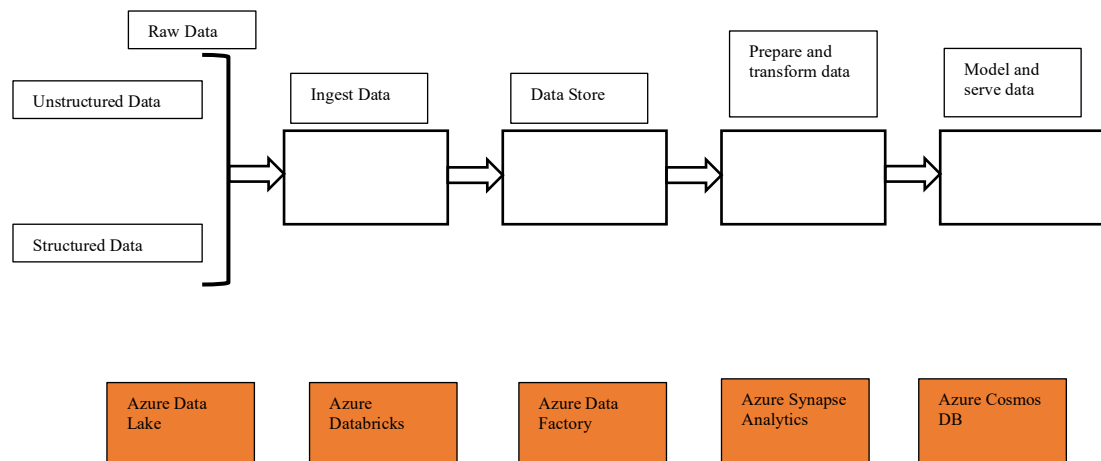 Raw Data
Unstructured Data
Ingest Data
Data Store
Prepare and
transform data
Model and
serve data
Structured Data
Azure Data
Lake
Azure
Databricks
Azure Data
Factory
Azure Synapse
Analytics
Azure Cosmos
DB